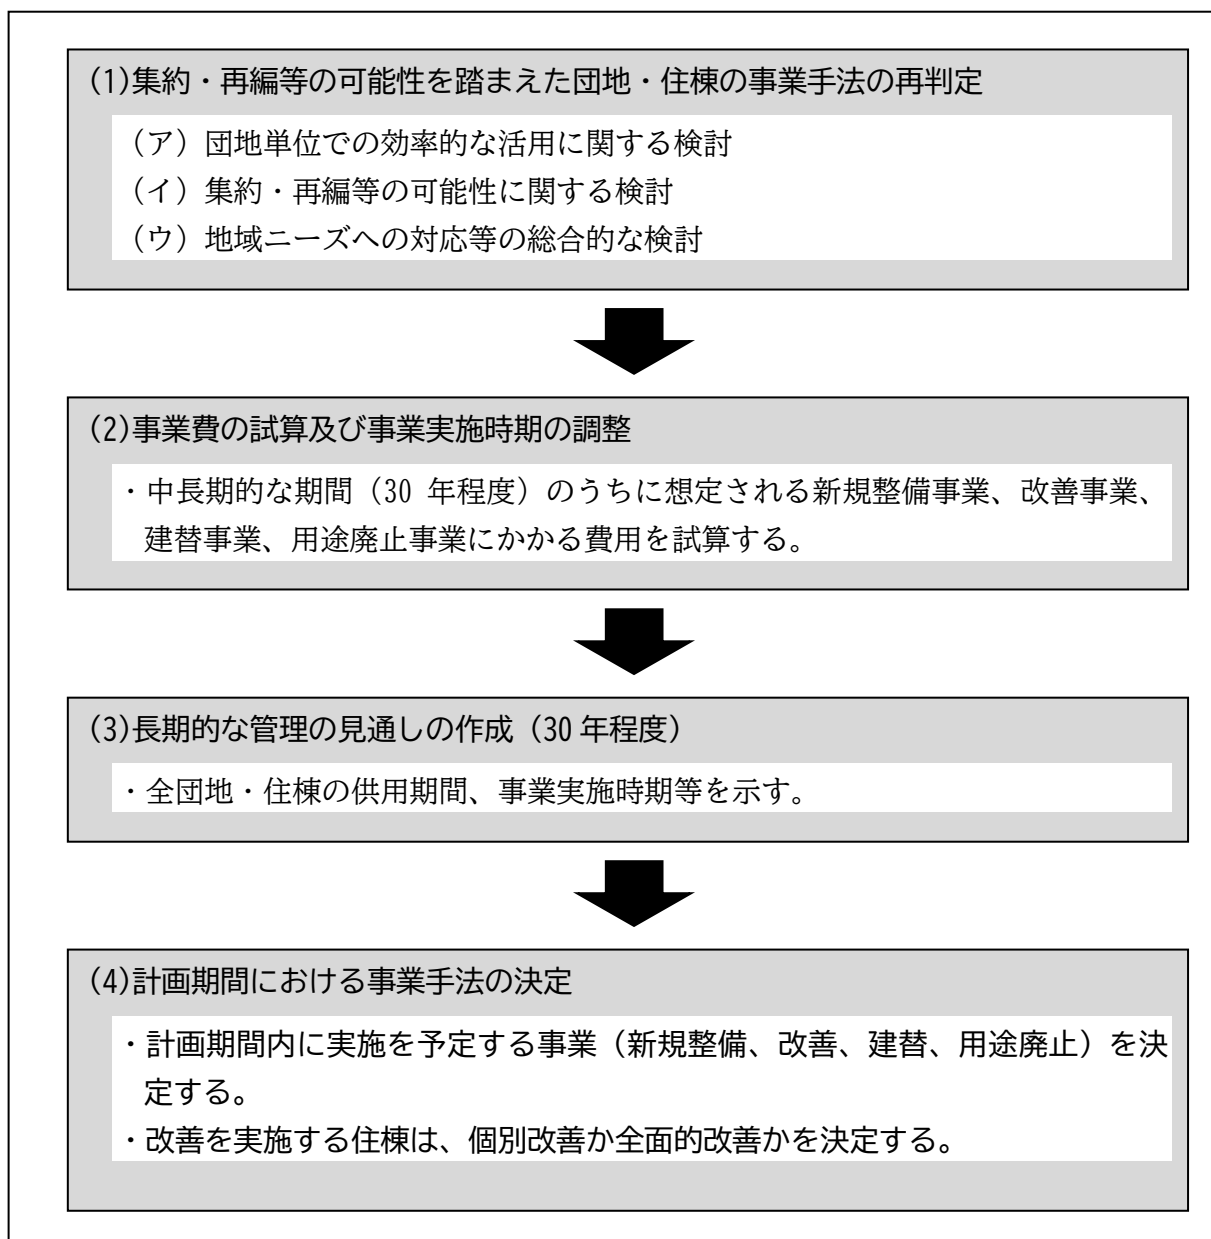 (1)集約・再編等の可能性を踏まえた団地・住棟の事業手法の再判定
（ア）団地単位での効率的な活用に関する検討
（イ）集約・再編等の可能性に関する検討
（ウ）地域ニーズへの対応等の総合的な検討
(2)事業費の試算及び事業実施時期の調整
・中長期的な期間（30 年程度）のうちに想定される新規整備事業、改善事業、
建替事業、用途廃止事業にかかる費用を試算する。
(3)長期的な管理の見通しの作成（30 年程度）
・全団地・住棟の供用期間、事業実施時期等を示す。
(4)計画期間における事業手法の決定
・計画期間内に実施を予定する事業（新規整備、改善、建替、用途廃止）を決
定する。
・改善を実施する住棟は、個別改善か全面的改善かを決定する。